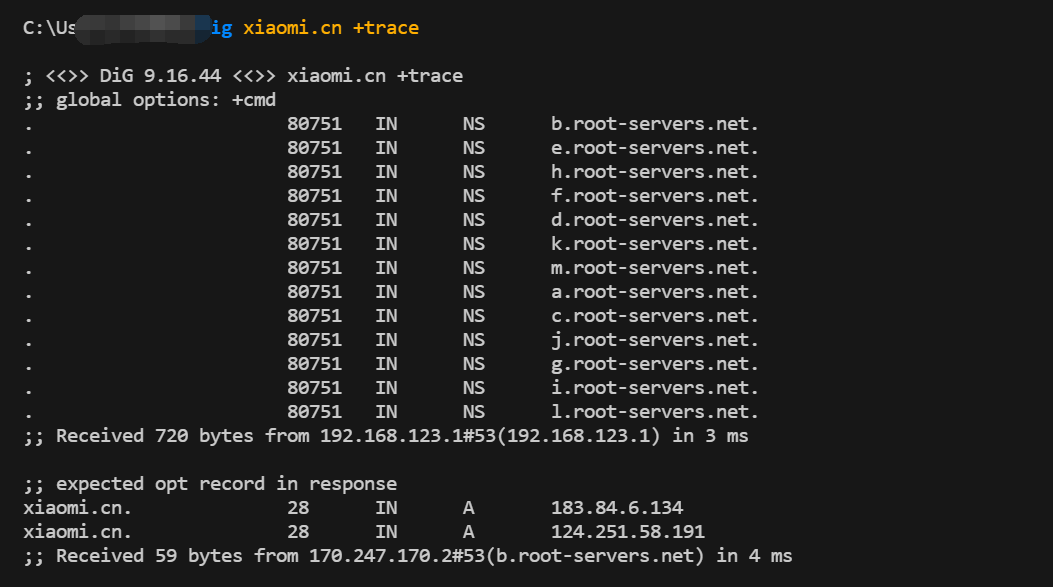 C:\Us ig xiaomi.cn +trace
; <<>> DiG 9.16.44 <<>> xiaomi.cn +trace
;; global options: +cmd
. 80751 IN NS b.root-servers.net.
. 80751 IN NS e.root-servers.net.
. 80751 IN NS h.root-servers.net.
. 80751 IN NS f.root-servers.net.
. 80751 IN NS d.root-servers.net.
. 80751 IN NS k.root-servers.net.
. 80751 IN NS m.root-servers.net.
. 80751 IN NS a.root-servers.net.
. 80751 IN NS c.root-servers.net.
. 80751 IN NS j.root-servers.net.
. 80751 IN NS g.root-servers.net.
. 80751 IN NS i.root-servers.net.
. 80751 IN NS l.root-servers.net.
;; Received 720 bytes from 192.168.123.1#53(192.168.123.1) in 3 ms
;; expected opt record in response
xiaomi.cn. 28 IN A 183.84.6.134
xiaomi.cn. 28 IN A 124.251.58.191
;; Received 59 bytes from 170.247.170.2#53(b.root-servers.net) in 4 ms